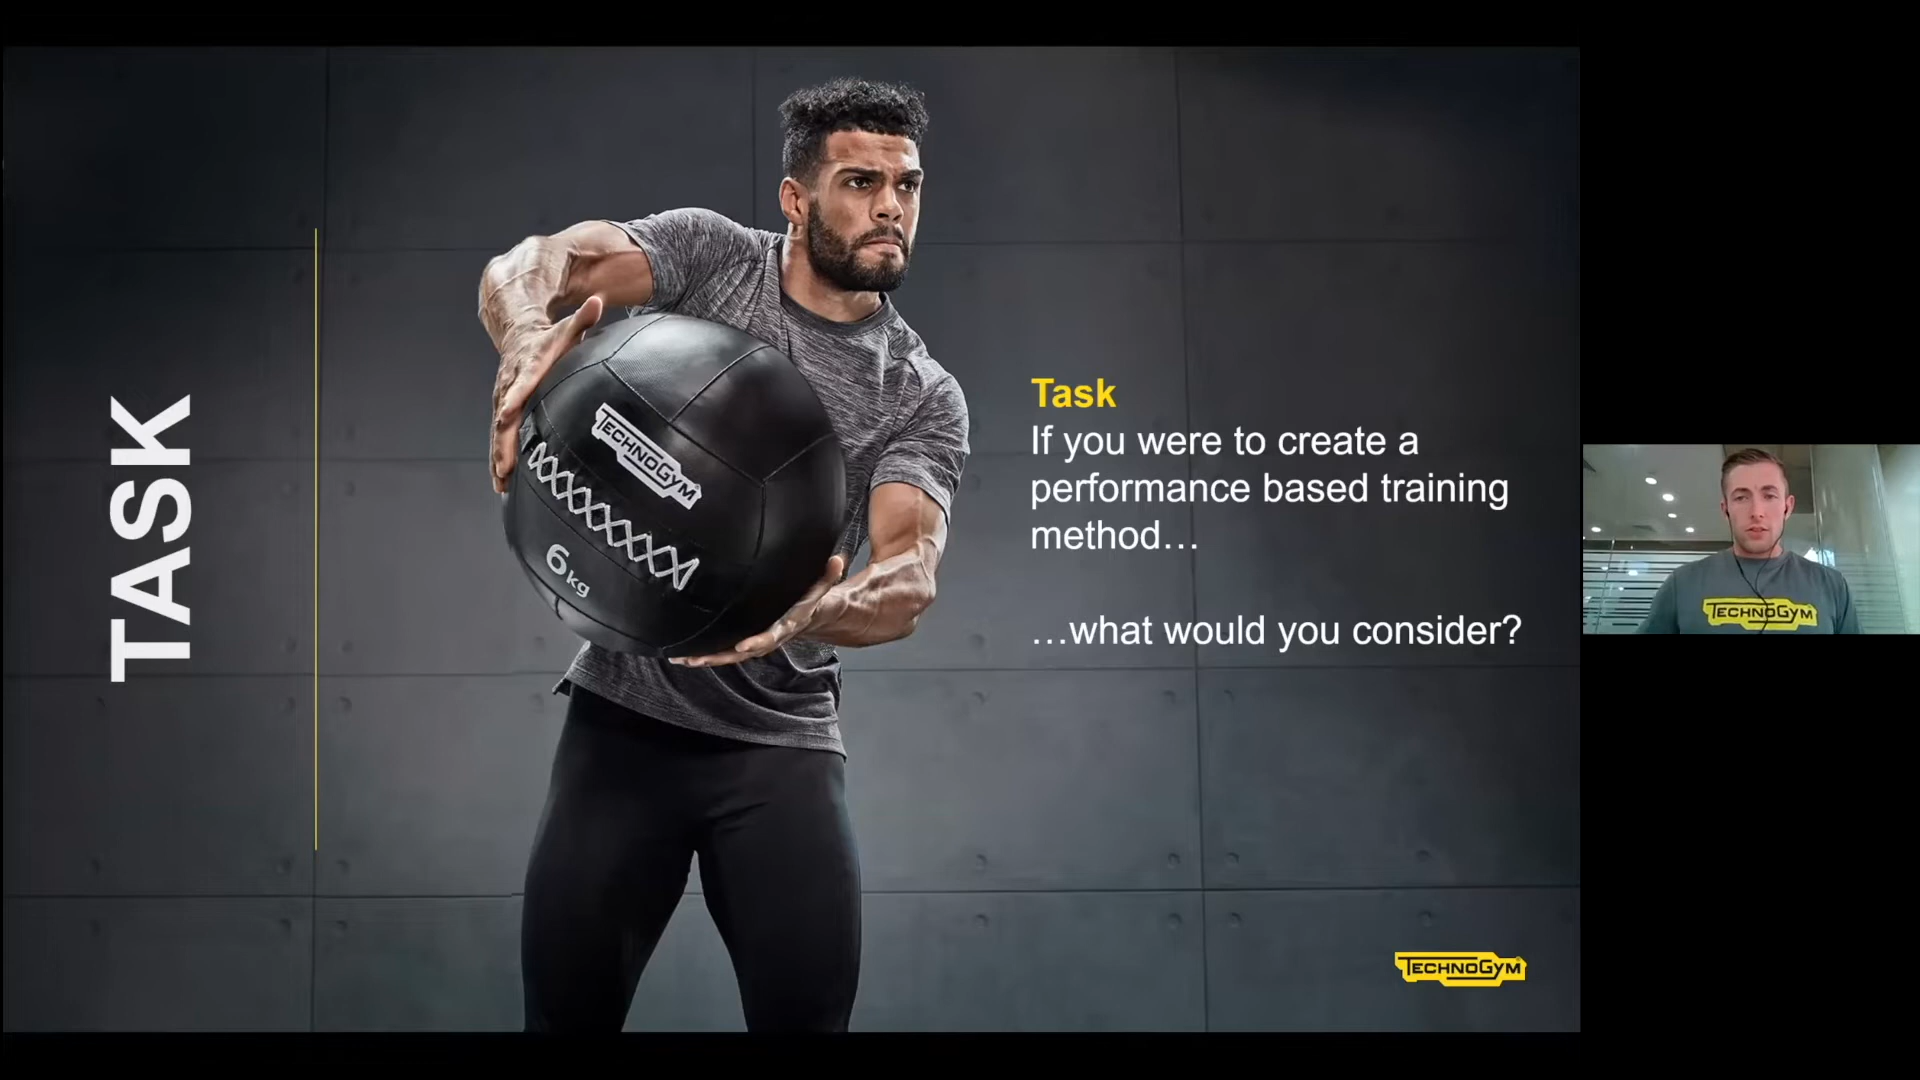 TASK
TECHNOGYM
6kg
Task
If you were to create a
performance based training
method…
…what would you consider?
TECHNOGYM
TECHNOGYM